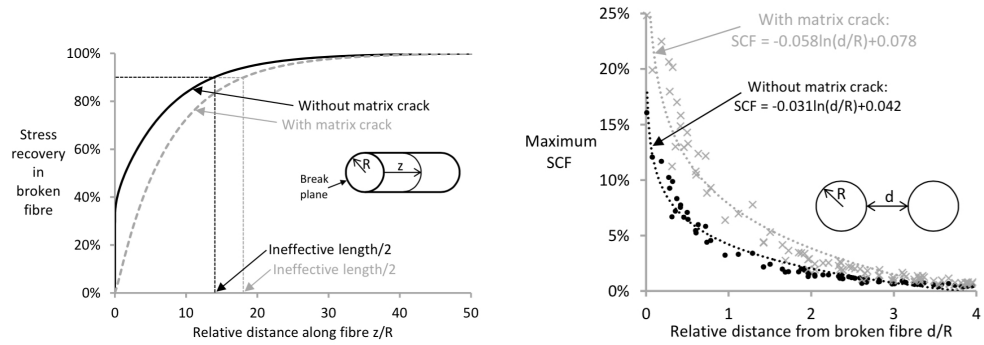 100%
80%
60%
40%
20%
0%
Stress
recovery
in
broken
fibre
Without matrix crack
With matrix crack
R
z
Break
plane
Ineffective length/2
Ineffective length/2
0
10
20
30
40
50
Relative distance along fibre z/R
25%
20%
15%
10%
5%
0%
Maximum
SCF
With matrix crack:
SCF = -0.058ln(d/R)+0.078
Without matrix crack:
SCF = -0.031ln(d/R)+0.042
R
d
0
1
2
3
4
Relative distance from broken fibre d/R